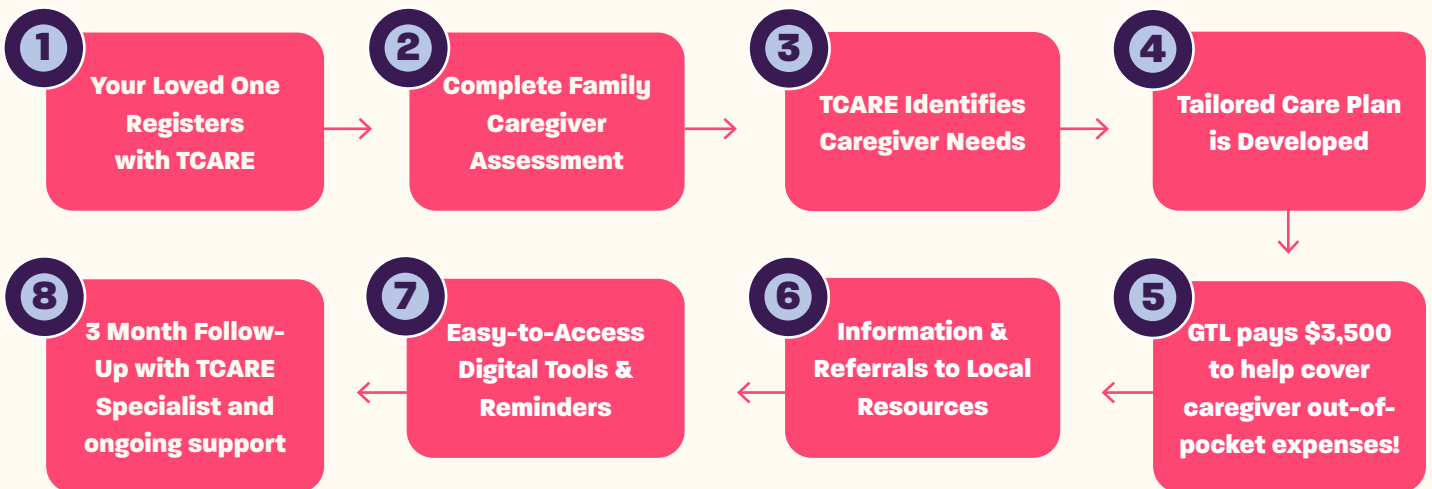 1
Your Loved One
Registers
with TCARE
2
Complete Family
Caregiver
Assessment
3
TCARE Identifies
Caregiver Needs
4
Tailored Care Plan
is Developed
5
GTL pays $3,500
to help cover
caregiver out-of-
pocket expenses!
6
Information &
Referrals to Local
Resources
7
Easy-to-Access
Digital Tools &
Reminders
8
3 Month Follow-
Up with TCARE
Specialist and
ongoing support